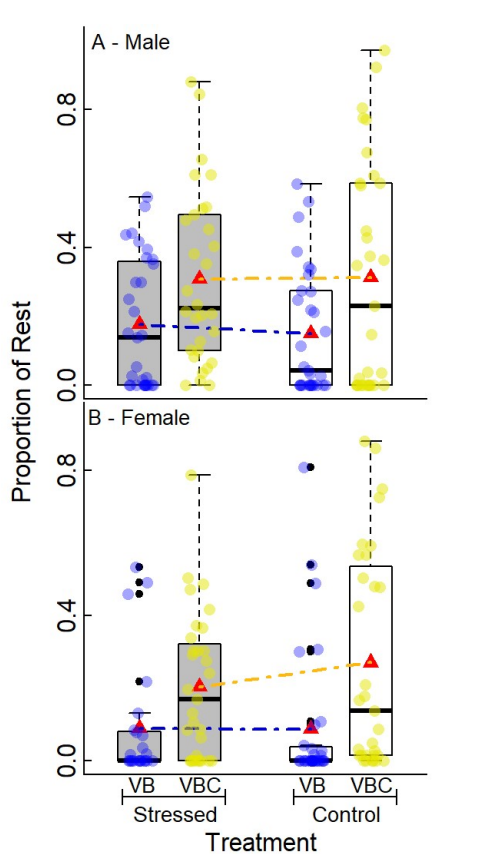 A - Male
0.8
0.4
0.0
B - Female
0.8
0.4
0.0
Proportion of Rest
VB VBC VB VBC
Stressed Control
Treatment